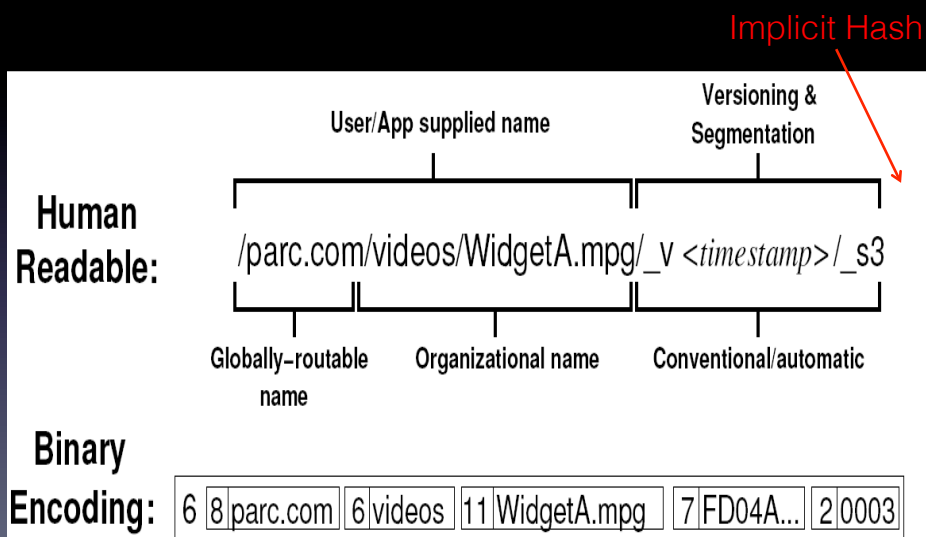 Implicit Hash
User/App supplied name
Versioning &
Segmentation
Human
Readable:
/parc.com/videos/WidgetA.mpg/_v <timestamp>/_s3
Globally–routable
name
Organizational name
Conventional/automatic
Binary
Encoding:
6 8 parc.com 6 videos 11 WidgetA.mpg 7 FD04A... 2 0003